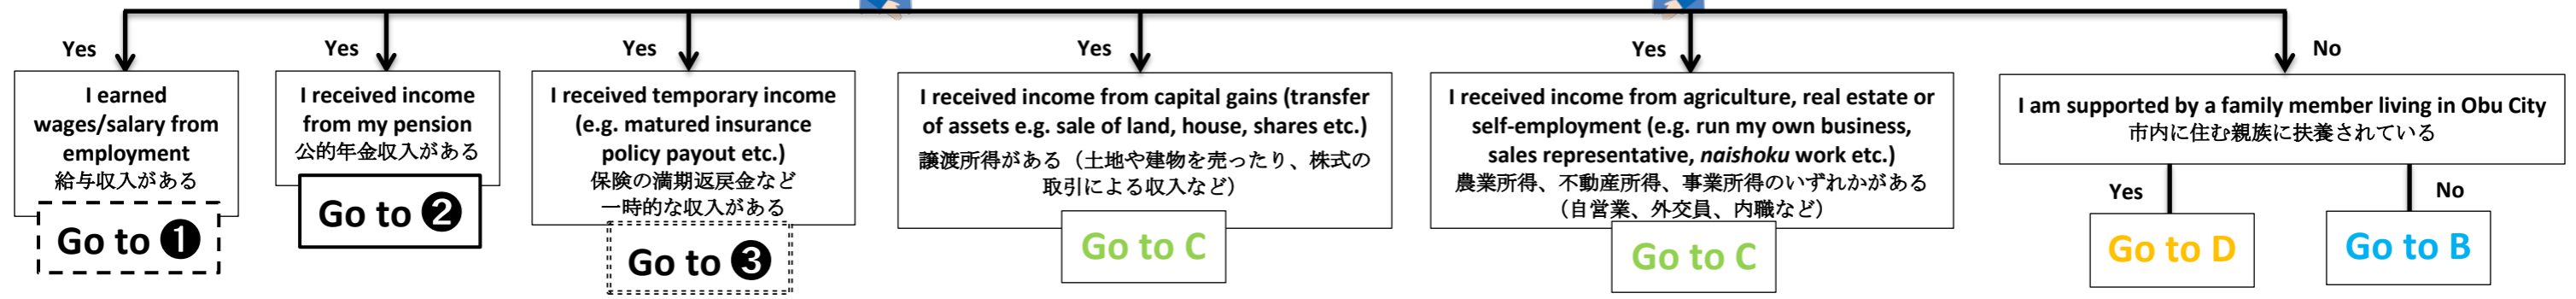 Yes
I earned
wages/salary from
employment
給与収入がある
Go to ❶
Yes
I received income
from my pension
公的年金収入がある
Go to ❷
Yes
I received temporary income
(e.g. matured insurance
policy payout etc.)
保険の満期返戻金など
一時的な収入がある
Go to ❸
Yes
I received income from capital gains (transfer
of assets e.g. sale of land, house, shares etc.)
譲渡所得がある（土地や建物を売ったり、株式の
取引による収入など）
Go to C
Yes
I received income from agriculture, real estate or
self-employment (e.g. run my own business,
sales representative, naishoku work etc.)
農業所得、不動産所得、事業所得のいずれかがある
（自営業、外交員、内職など）
Go to C
No
I am supported by a family member living in Obu City
市内に住む親族に扶養されている
Yes
Go to D
No
Go to B